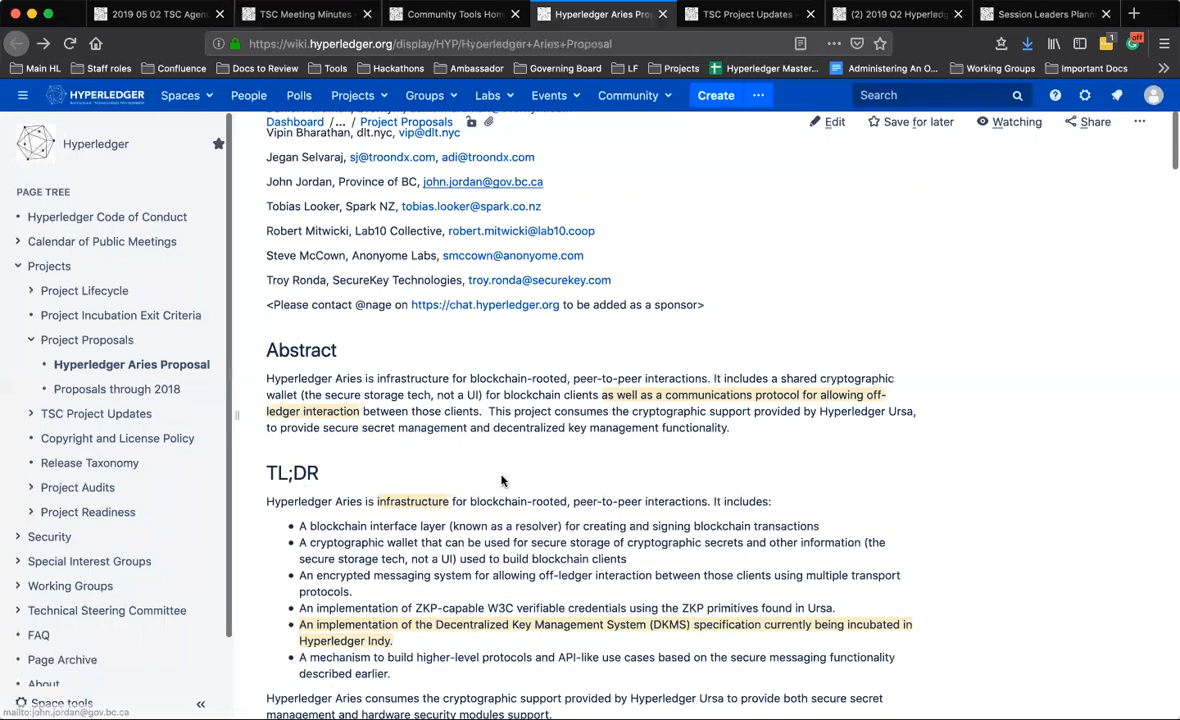 2019 05 02 TSC Agen
TSC Meeting Minutes -
Community Tools Hom
Hyperledger Aries Pro
TSC Project Updates -
(2) 2019 Q2 Hyperled
Session Leaders Plann
https://wiki.hyperledger.org/display/HYP/Hyperledger+Aries+Proposal
1
off
Main HL
Staff roles
Confluence
Docs to Review
Tools
Hackathons
Ambassador
Governing Board
LF
Projects
Hyperledger Master...
Administering An O...
Working Groups
Important Docs
HYPERLEDGER
Spaces
People
Polls
Projects
Groups
Labs
Events
Community
Create
Search
Hyperledger
PAGE TREE
Hyperledger Code of Conduct
Calendar of Public Meetings
Projects
Project Lifecycle
Project Incubation Exit Criteria
Project Proposals
Hyperledger Aries Proposal
Proposals through 2018
TSC Project Updates
Copyright and License Policy
Release Taxonomy
Project Audits
Project Readiness
Security
Special Interest Groups
Working Groups
Technical Steering Committee
FAQ
Page Archive
About
Space tools
mailto:john.jordan@gov.bc.ca
Dashboard /... / Project Proposals
Edit
Save for later
Watching
Share
Vipin Bharathan, dlt.nyc, vip@dlt.nyc
Jegan Selvaraj, sj@troondx.com, adi@troondx.com
John Jordan, Province of BC, john.jordan@gov.bc.ca
Tobias Looker, Spark NZ, tobias.looker@spark.co.nz
Robert Mitwicki, Lab10 Collective, robert.mitwicki@lab10.coop
Steve McCown, Anonyome Labs, smccown@anonyome.com
Troy Ronda, SecureKey Technologies, troy.ronda@securekey.com
<Please contact @nage on https://chat.hyperledger.org to be added as a sponsor>
Abstract
Hyperledger Aries is infrastructure for blockchain-rooted, peer-to-peer interactions. It includes a shared cryptographic
wallet (the secure storage tech, not a UI) for blockchain clients as well as a communications protocol for allowing off-
ledger interaction between those clients.  This project consumes the cryptographic support provided by Hyperledger Ursa,
to provide secure secret management and decentralized key management functionality.
TL;DR
Hyperledger Aries is infrastructure for blockchain-rooted, peer-to-peer interactions. It includes:
A blockchain interface layer (known as a resolver) for creating and signing blockchain transactions
A cryptographic wallet that can be used for secure storage of cryptographic secrets and other information (the
secure storage tech, not a UI) used to build blockchain clients
An encrypted messaging system for allowing off-ledger interaction between those clients using multiple transport
protocols.
An implementation of ZKP-capable W3C verifiable credentials using the ZKP primitives found in Ursa.
An implementation of the Decentralized Key Management System (DKMS) specification currently being incubated in
Hyperledger Indy.
A mechanism to build higher-level protocols and API-like use cases based on the secure messaging functionality
described earlier.
Hyperledger Aries consumes the cryptographic support provided by Hyperledger Ursa to provide both secure secret
management and hardware security modules support.